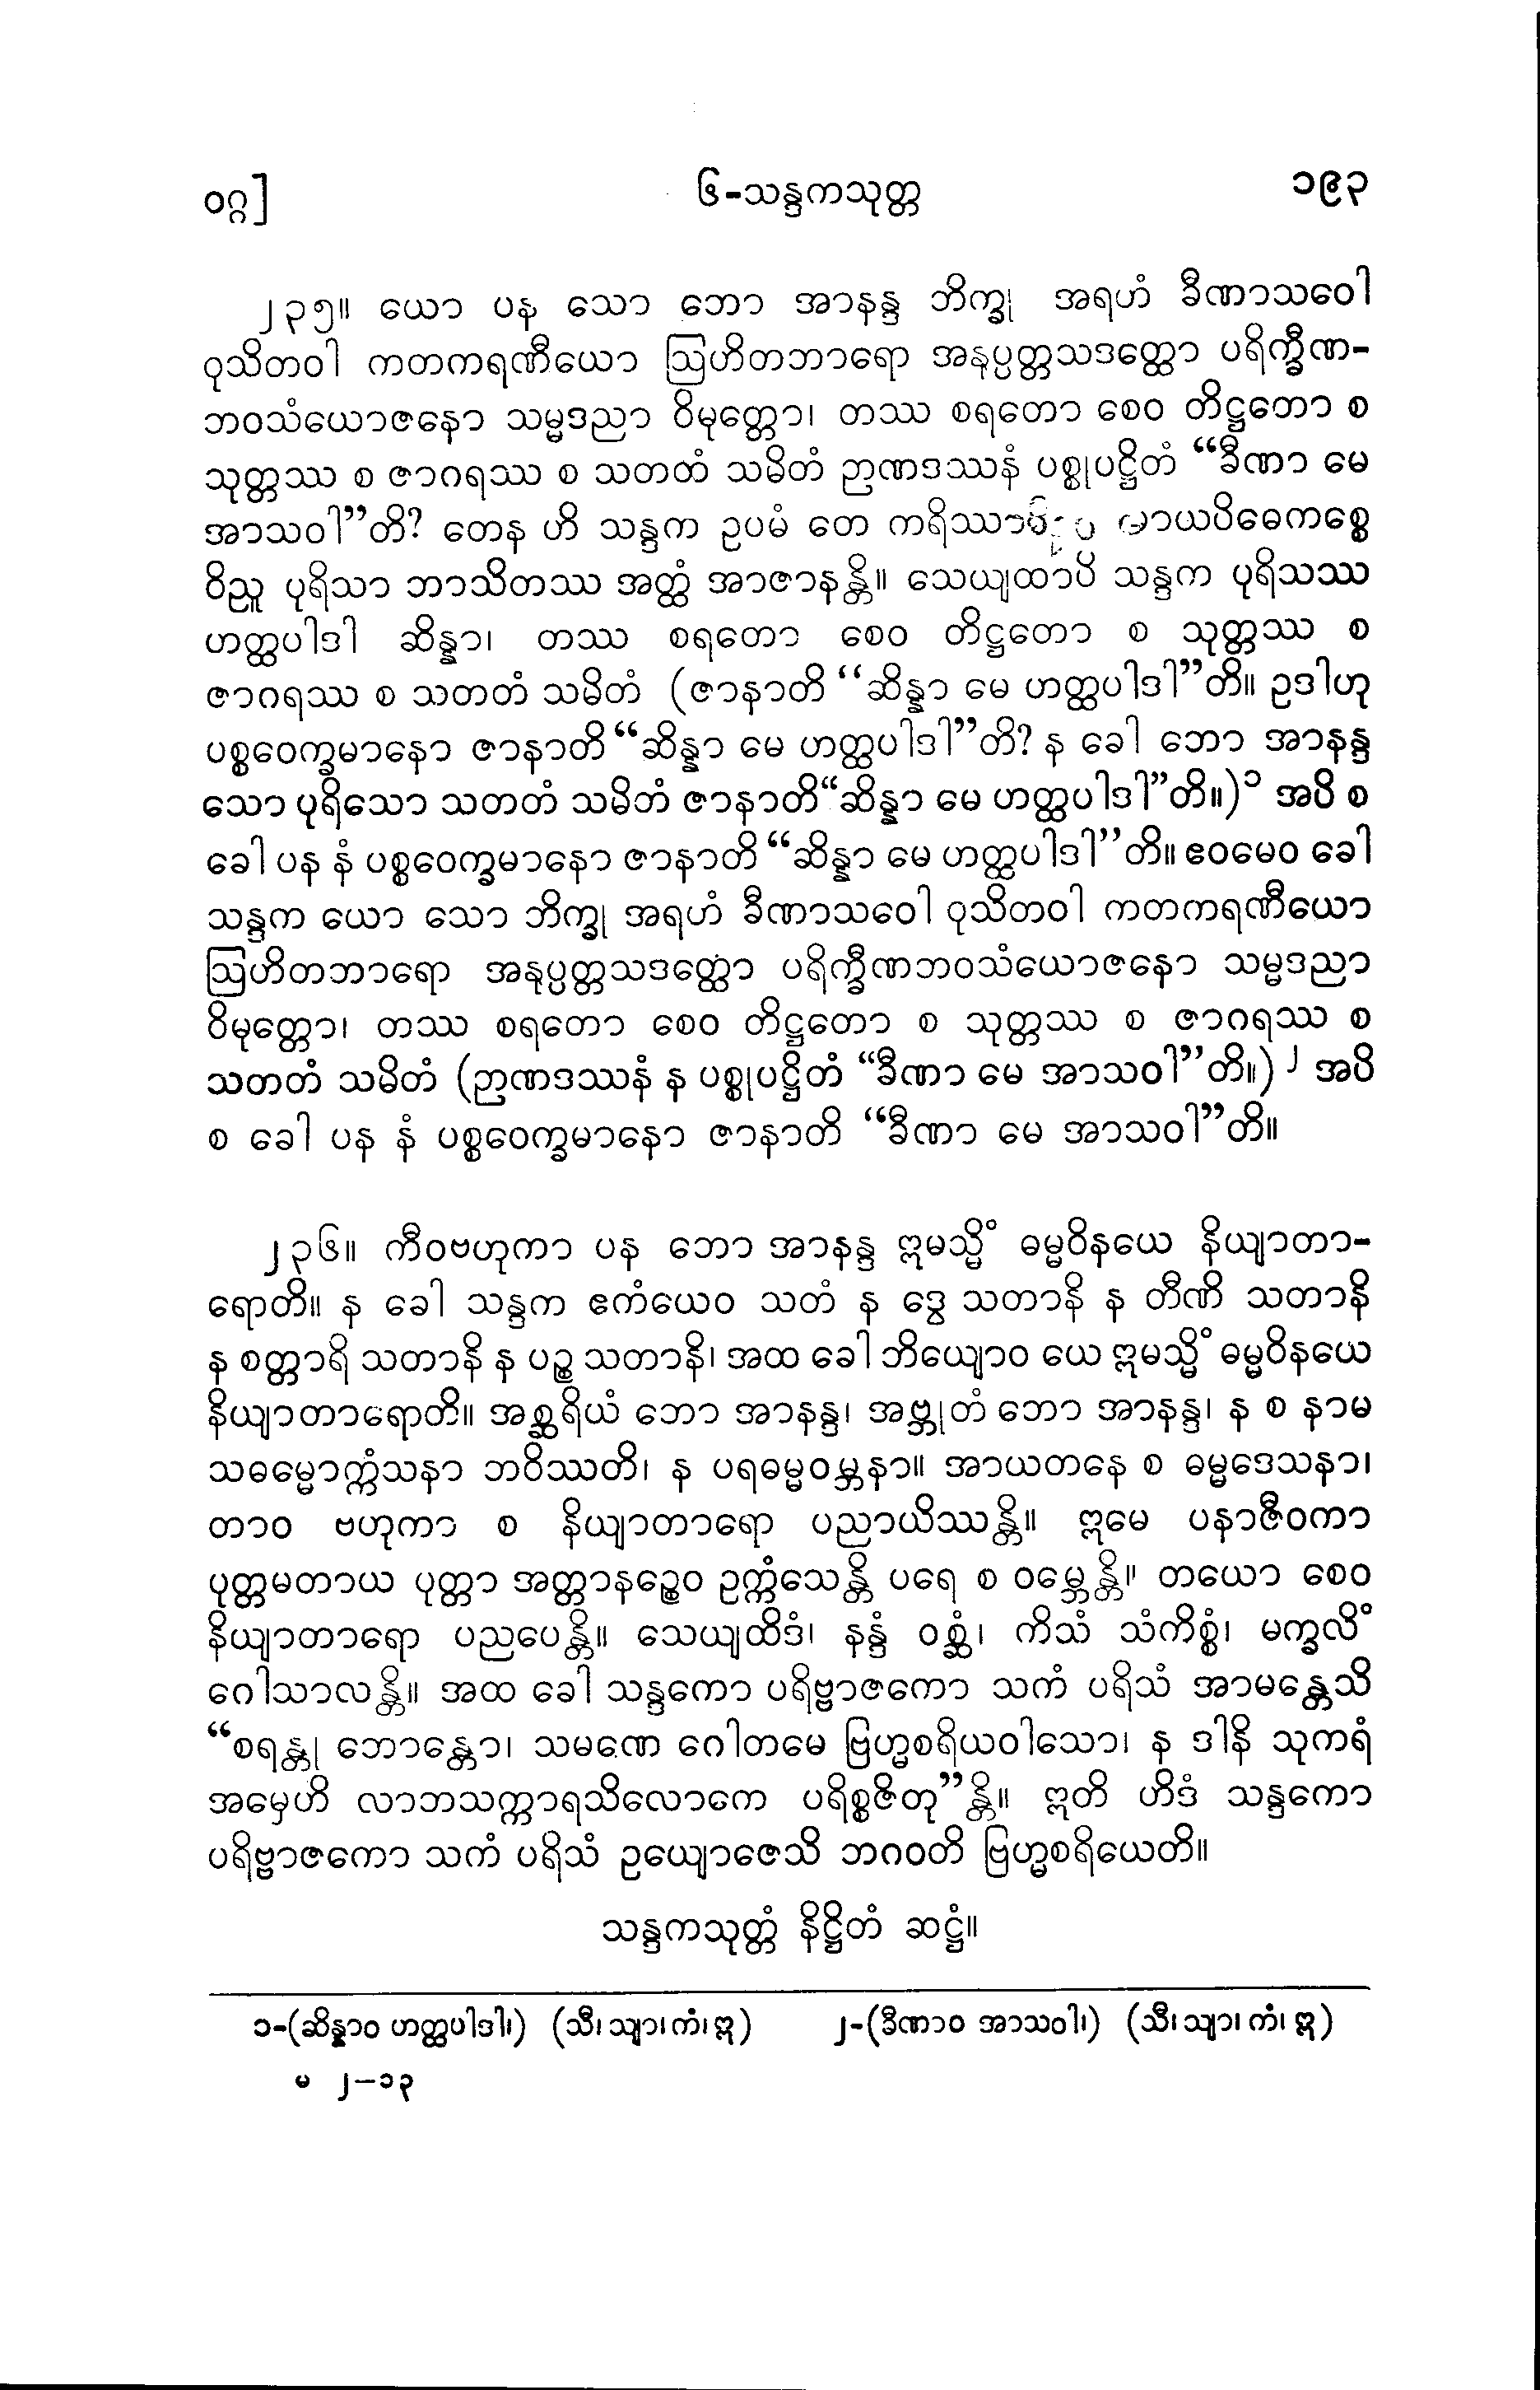 ဝဂ္ဂ]
၆-သန္ဒကသုတ္တ
၁၉၃
၂၃၅။ ယော ပန သော ဘော အာနန္ဒ ဘိက္ခု အရဟံ ခီဏာသဝေါ
ဝုသိတဝါ ကတကရဏီယော ဩဟိတဘာရော အနုပ္ပတ္တသဒတ္ထော ပရိက္ခီဏ-
ဘဝသံယောဇနော သမ္မဒညာ ဝိမုတ္တော၊ တဿ စရတော စေဝ တိဋ္ဌတော စ
သုတ္တဿ စ ဇာဂရဿ စ သတတံ သမိတံ ဉာဏဒဿနံ ပစ္စုပဋ္ဌိတံ “ခီဏာ မေ
အာသဝါ”တိ? တေန ဟိ သန္ဒက ဥပမံ တေ ကရိဿာမိ
ဝိညူ ပုရိသာ ဘာသိတဿ အတ္ထံ အာဇာနန္တိ။ သေယျထာပိ သန္ဒက ပုရိသဿ
ဟတ္ထပါဒါ ဆိန္နာ၊ တဿ စရတော စေဝ တိဋ္ဌတော စ သုတ္တဿ စ
ဇာဂရဿ စ သတတံ သမိတံ (ဇာနာတိ “ဆိန္နာ မေ ဟတ္ထပါဒါ”တိ။ ဥဒါဟု
ပစ္စဝေက္ခမာနော ဇာနာတိ “ဆိန္နာ မေ ဟတ္ထပါဒါ”တိ? န ခေါ ဘော အာနန္ဒ
သော ပုရိသော သတတံ သမိတံ ဇာနာတိ“ဆိန္နာ မေ ဟတ္ထပါဒါ”တိ။)၁ အပိ စ
ခေါ ပန နံ ပစ္စဝေက္ခမာနော ဇာနာတိ “ဆိန္နာ မေ ဟတ္ထပါဒါ”တိ။ ဧဝမေဝ ခေါ
သန္ဒက ယော သော ဘိက္ခု အရဟံ ခီဏာသဝေါ ဝုသိတဝါ ကတကရဏီယော
ဩဟိတဘာရော အနုပ္ပတ္တသဒတ္ထော ပရိက္ခီဏဘဝသံယောဇနော သမ္မဒညာ
ဝိမုတ္တော၊ တဿ စရတော စေဝ တိဋ္ဌတော စ သုတ္တဿ စ ဇာဂရဿ စ
သတတံ သမိတံ (ဉာဏဒဿနံ န ပစ္စုပဋ္ဌိတံ “ခီဏာ မေ အာသဝါ”တိ။)၂ အပိ
စ ခေါ ပန နံ ပစ္စဝေက္ခမာနော ဇာနာတိ “ခီဏာ မေ အာသဝါ”တိ။
၂၃၆။ ကီဝဗဟုကာ ပန ဘော အာနန္ဒ ဣမသ္မိံ ဓမ္မဝိနယေ နိယျာတာ-
ရောတိ။ န ခေါ သန္ဒက ဧကံယေဝ သတံ န ဒွေ သတာနိ န တီဏိ သတာနိ
န စတ္တာရိ သတာနိ န ပဉ္စ သတာနိ၊ အထ ခေါ ဘိယျောဝ ယေ ဣမသ္မိံ ဓမ္မဝိနယေ
နိယျာတာရောတိ။ အစ္ဆရိယံ ဘော အာနန္ဒ၊ အဗ္ဘုတံ ဘော အာနန္ဒ၊ န စ နာမ
သဓမ္မောက္ကံသနာ ဘဝိဿတိ၊ န ပရဓမ္မဝမ္ဘနာ။ အာယတနေ စ ဓမ္မဒေသနာ၊
တာဝ ဗဟုကာ စ နိယျာတာရော ပညာယိဿန္တိ။ ဣမေ ပနာဇီဝကာ
ပုတ္တမတာယ ပုတ္တာ အတ္တာနဉ္စေဝ ဥက္ကံသေန္တိ ပရေ စ ဝမ္ဘေန္တိ။ တယော စေဝ
နိယျာတာရော ပညပေန္တိ။ သေယျထိဒံ၊ နန္ဒံ ဝစ္ဆံ၊ ကိသံ သံကိစ္စံ၊ မက္ခလိံ
ဂေါသာလန္တိ။ အထ ခေါ သန္ဒကော ပရိဗ္ဗာဇကော သကံ ပရိသံ အာမန္တေသိ
“စရန္တု ဘောန္တော၊ သမဏေ ဂေါတမေ ဗြဟ္မစရိယဝါသော၊ န ဒါနိ သုကရံ
အမှေဟိ လာဘသက္ကာရသိလောကေ ပရိစ္စဇိတု”န္တိ။ ဣတိ ဟိဒံ သန္ဒကော
ပရိဗ္ဗာဇကော သကံ ပရိသံ ဥယျောဇေသိ ဘဂဝတိ ဗြဟ္မစရိယေတိ။
သန္ဒကသုတ္တံ နိဋ္ဌိတံ ဆဋ္ဌံ။
၁-(ဆိန္နာဝ ဟတ္ထပါဒါ၊) (သီ၊ သျာ၊ ကံ၊ ဣ) ၂-(ခီဏာဝ အာသဝါ၊) (သီ၊ သျာ၊ ကံ၊ ဣ)
မ ၂–၁၃